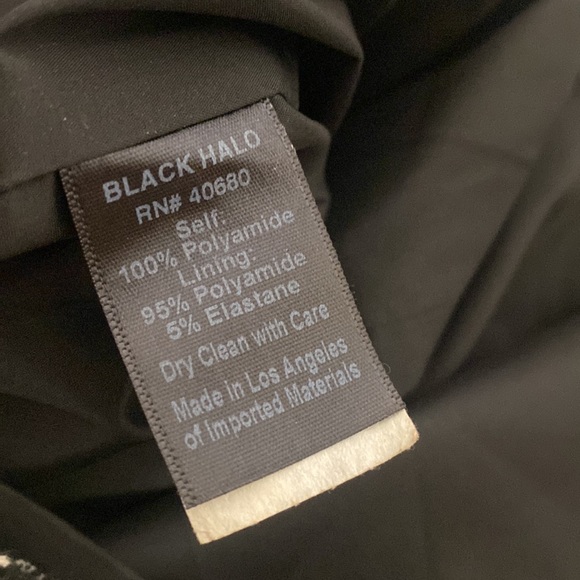 BLACK HALO
RN# 40680
Self:
100% Polyamide
Lining:
95% Polyamide
5% Elastane
Dry Clean with Care
Made in Los Angeles
of Imported Materials